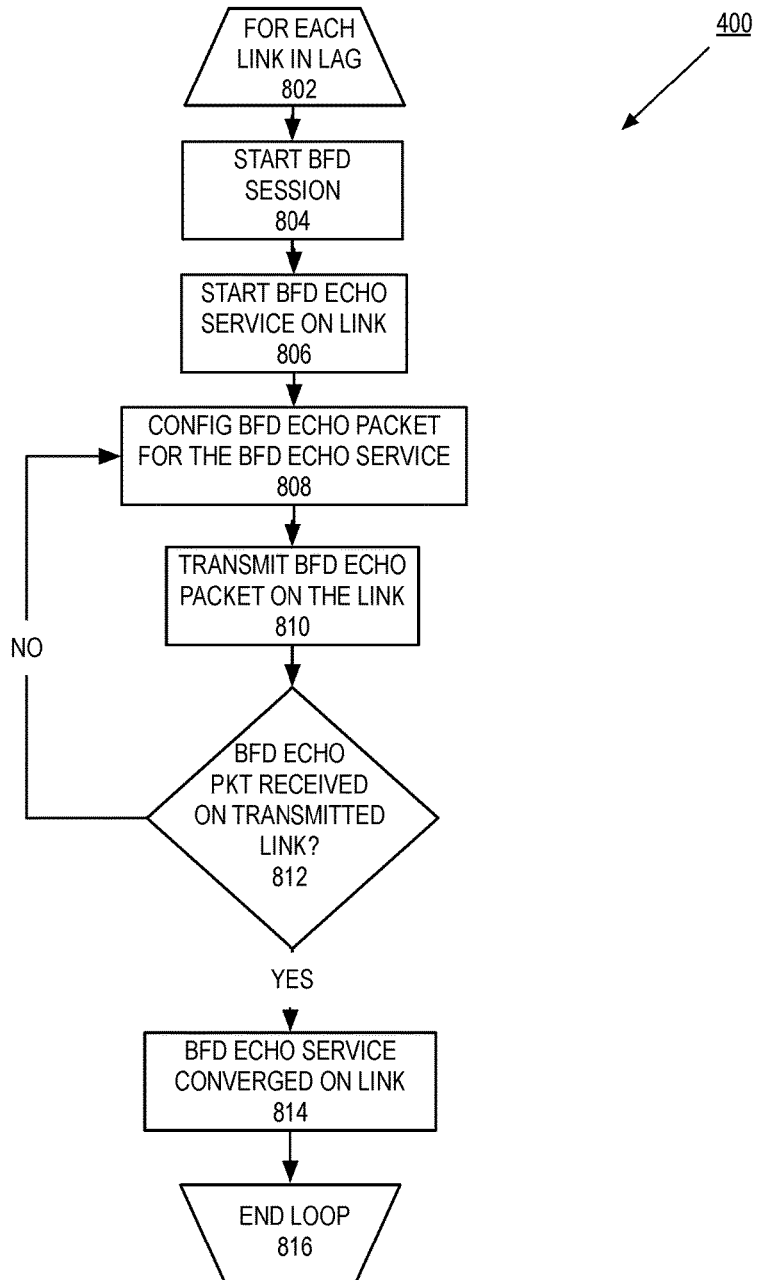 FOR EACH
LINK IN LAG
802
400
START BFD
SESSION
804
START BFD ECHO
SERVICE ON LINK
806
CONFIG BFD ECHO PACKET
FOR THE BFD ECHO SERVICE
808
TRANSMIT BFD ECHO
PACKET ON THE LINK
810
NO
BFD ECHO
PKT RECEIVED
ON TRANSMITTED
LINK?
812
YES
BFD ECHO SERVICE
CONVERGED ON LINK
814
END LOOP
816